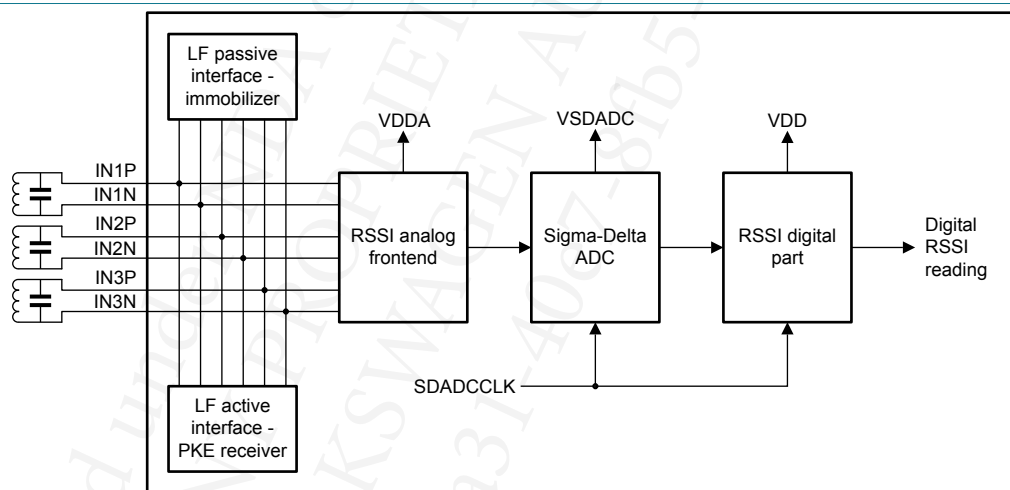 LF passive
interface -
immobilizer
VDDA
VSDADC
VDD
IN1P
IN1N
IN2P
IN2N
IN3P
IN3N
RSSI analog
frontend
Sigma-Delta
ADC
RSSI digital
part
Digital
RSSI
reading
SDADCCLK
LF active
interface -
PKE receiver